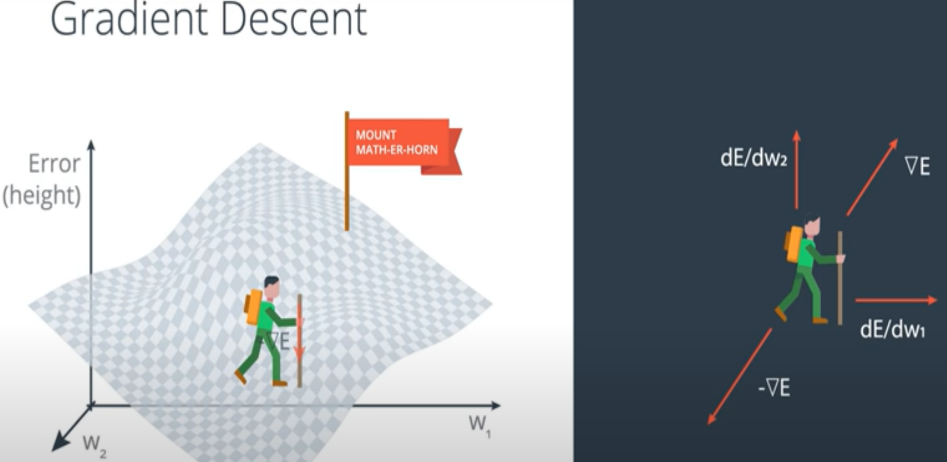 Gradient Descent
Error
(height)
MOUNT
MATH-ER-HORN
-∇E
W₁
W₂
dE/dw₂
∇E
dE/dw₁
-∇E